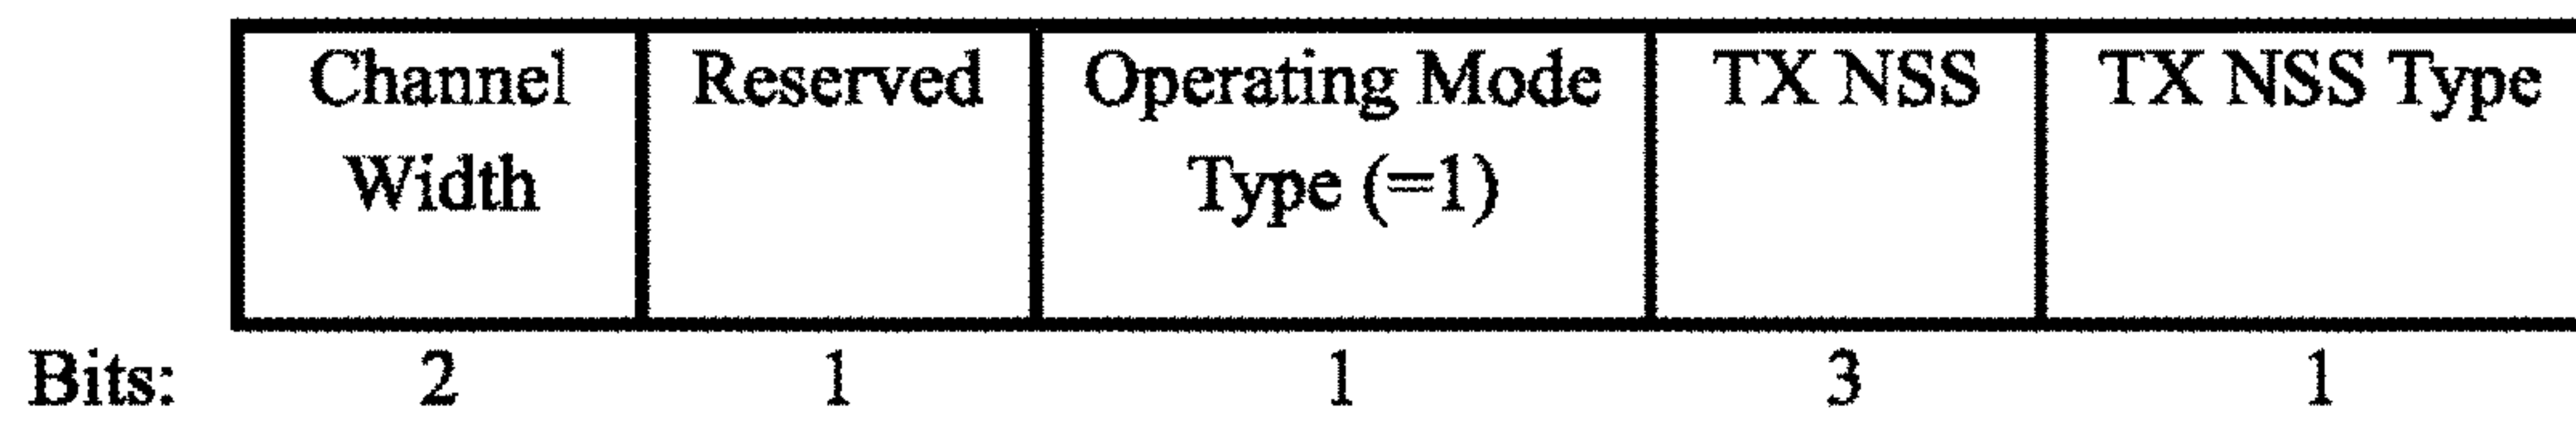 Channel Width Reserved Operating Mode Type (=1) TX NSS TX NSS Type
Bits: 2 1 1 3 1